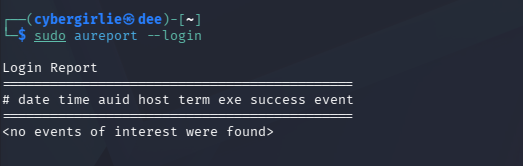 ┌──(cybergirlie㉿dee)-[~]
└─$ sudo aureport --login
Login Report
============================================
# date time auid host term exe success event
============================================
<no events of interest were found>